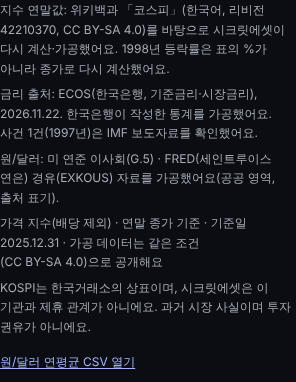 지수 연말값: 위키백과 「코스피」(한국어, 리비전
42210370, CC BY-SA 4.0)를 바탕으로 시크릿에셋이
다시 계산·가공했어요. 1998년 등락률은 표의 %가
아니라 종가로 다시 계산했어요.
금리 출처: ECOS(한국은행, 기준금리·시장금리),
2026.11.22. 한국은행이 작성한 통계를 가공했어요.
사건 1건(1997년)은 IMF 보도자료를 확인했어요.
원/달러: 미 연준 이사회(G.5) · FRED(세인트루이스
연은) 경유(EXKOUS) 자료를 가공했어요(공공 영역,
출처 표기).
가격 지수(배당 제외) · 연말 종가 기준 · 기준일
2025.12.31 · 가공 데이터는 같은 조건
(CC BY-SA 4.0)으로 공개해요
KOSPI는 한국거래소의 상표이며, 시크릿에셋은 이
기관과 제휴 관계가 아니에요. 과거 시장 사실이며 투자
권유가 아니에요.
원/달러 연평균 CSV 열기